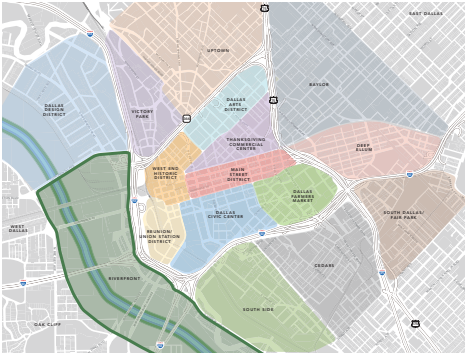 EAST DALLAS
UPTOWN
BAYLOR
DALLAS
DESIGN
DISTRICT
VICTORY
PARK
DALLAS
ARTS
DISTRICT
THANKSGIVING
COMMERCIAL
CENTER
DEEP
ELLUM
WEST END
HISTORIC
DISTRICT
MAIN
STREET
DISTRICT
DALLAS
FARMERS
MARKET
DALLAS
CIVIC CENTER
SOUTH DALLAS/
FAIR PARK
WEST
DALLAS
REUNION/
UNION STATION
DISTRICT
CEDARS
RIVERFRONT
SOUTH SIDE
OAK CLIFF